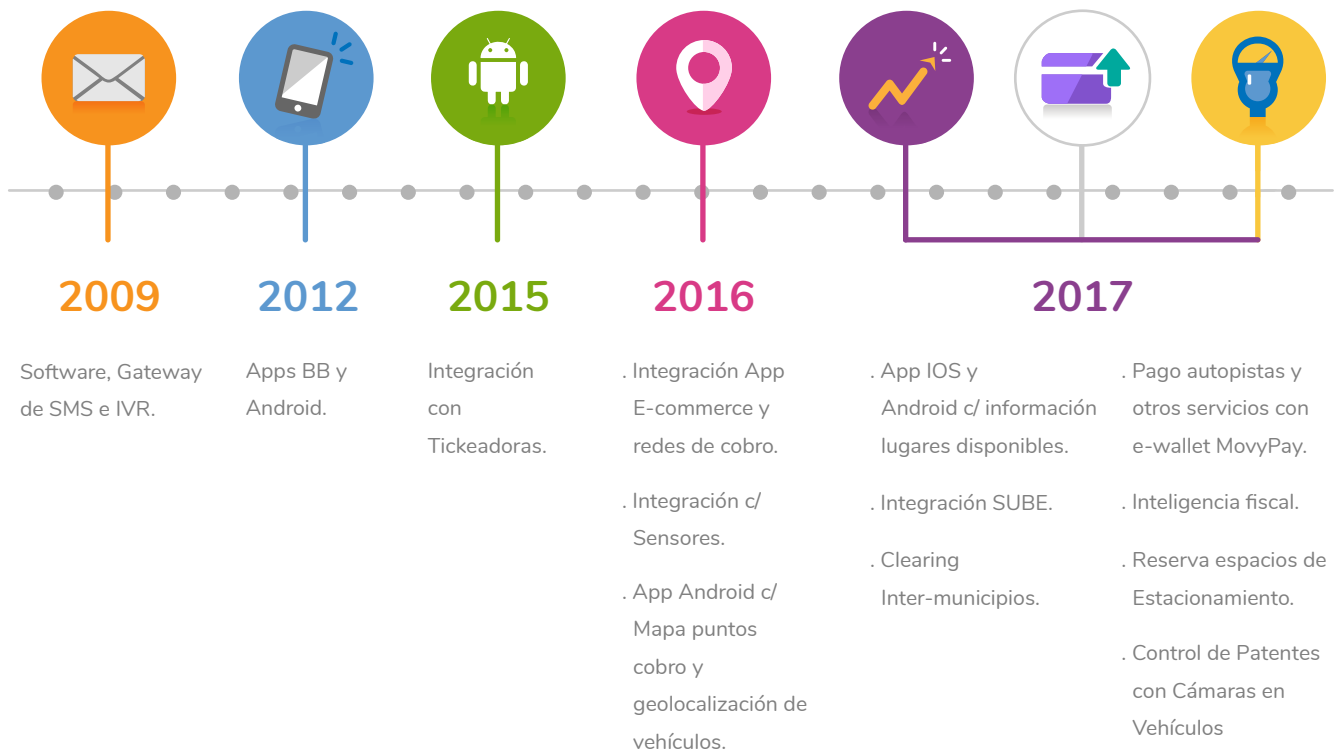 2009
Software, Gateway
de SMS e IVR.
2012
Apps BB y
Android.
2015
Integración
con
Tickeadoras.
2016
. Integración App
E-commerce y
redes de cobro.
. Integración c/
Sensores.
. App Android c/
Mapa puntos
cobro y
geolocalización de
vehículos.
2017
. App IOS y
Android c/ información
lugares disponibles.
. Integración SUBE.
. Clearing
Inter-municipios.
. Pago autopistas y
otros servicios con
e-wallet MovyPay.
. Inteligencia fiscal.
. Reserva espacios de
Estacionamiento.
. Control de Patentes
con Cámaras en
Vehículos